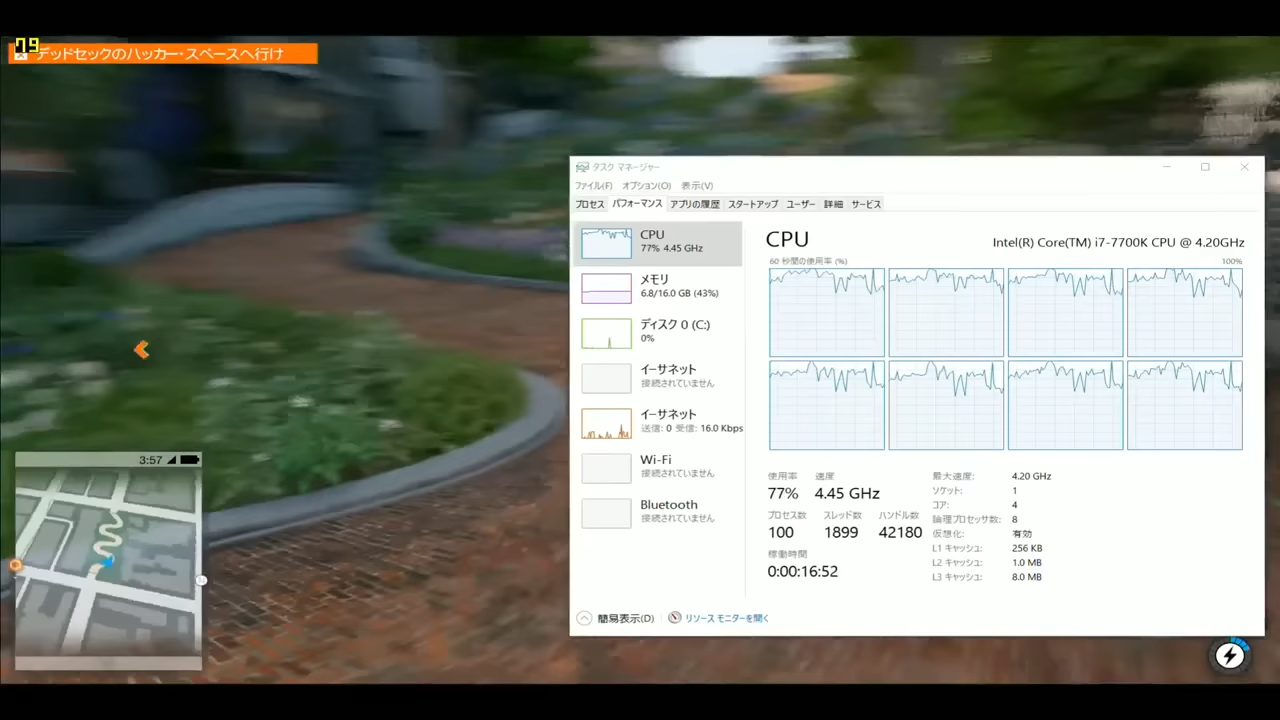 79
デッドセックのハッカー・スペースへ行け
タスク マネージャー
ファイル(F) オプション(O) 表示(V)
プロセス パフォーマンス アプリの履歴 スタートアップ ユーザー 詳細 サービス
CPU
77% 4.45 GHz
メモリ
6.8/16.0 GB (43%)
ディスク 0 (C:)
0%
イーサネット
接続されていません
イーサネット
送信: 0 受信: 16.0 Kbps
Wi-Fi
接続されていません
Bluetooth
接続されていません
CPU
Intel(R) Core(TM) i7-7700K CPU @ 4.20GHz
60 秒間の使用率 (%)
100%
使用率 速度
77% 4.45 GHz
プロセス数 スレッド数 ハンドル数
100 1899 42180
稼働時間
0:00:16:52
最大速度: 4.20 GHz
ソケット: 1
コア: 4
論理プロセッサ数: 8
仮想化: 有効
L1 キャッシュ: 256 KB
L2 キャッシュ: 1.0 MB
L3 キャッシュ: 8.0 MB
簡易表示(D) リソース モニターを開く
3:57